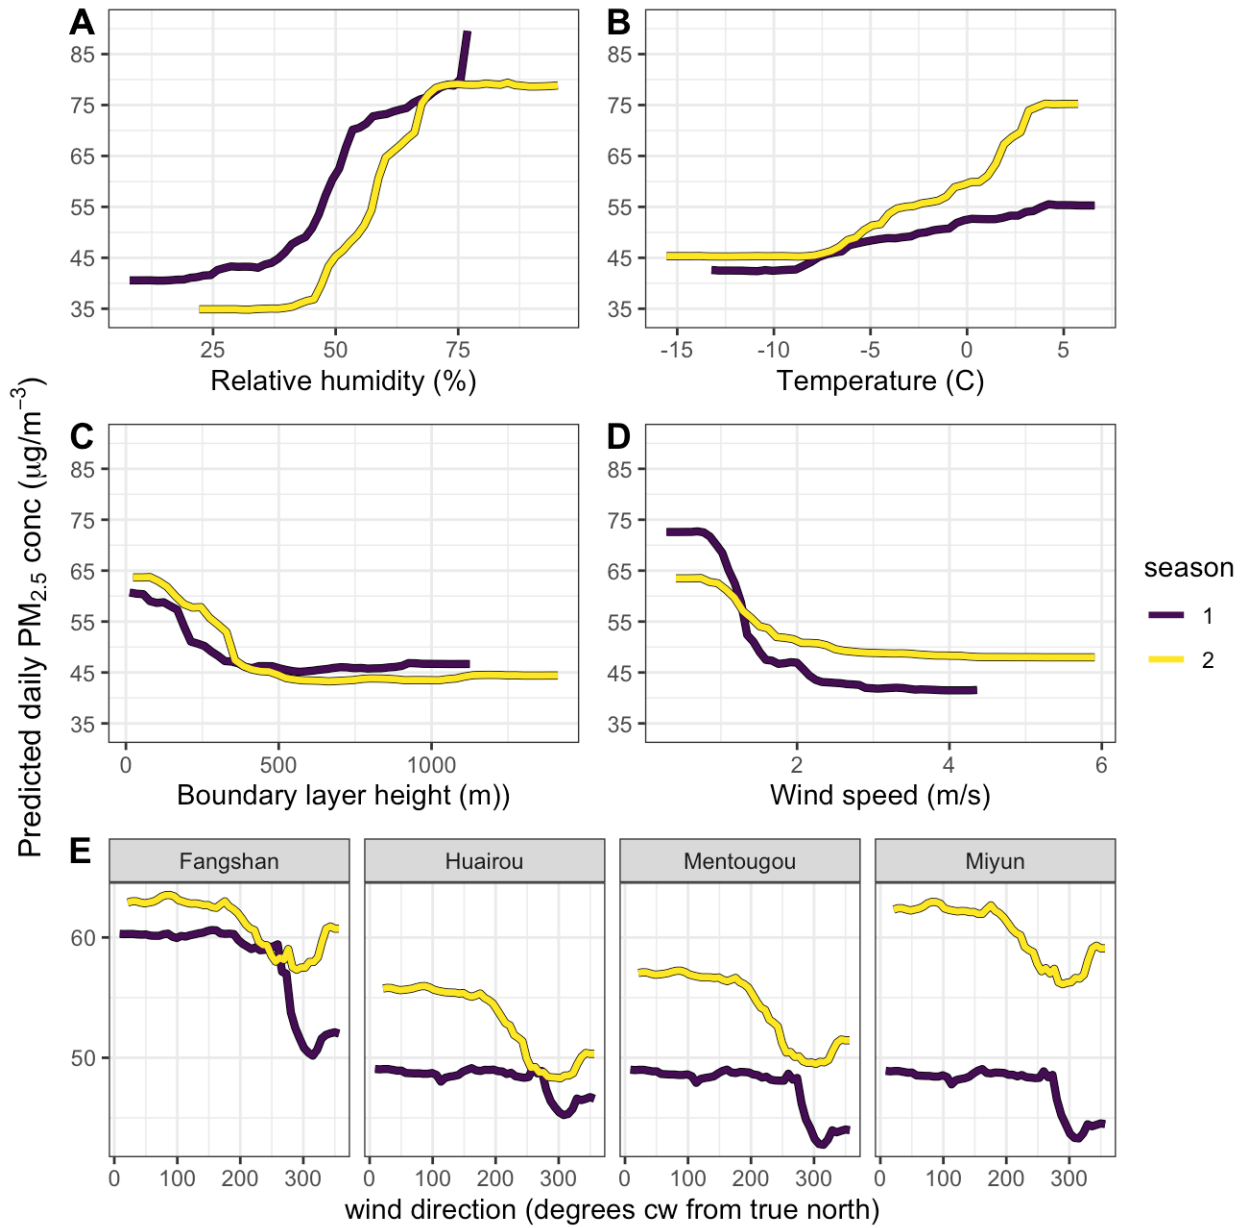 A
B
85
75
65
55
45
35
25
50
75
Relative humidity (%)
85
75
65
55
45
35
-15
-10
-5
0
5
Temperature (C)
Predicted daily PM2.5 conc (μg/m−3)
C
D
85
75
65
55
45
35
0
500
1000
Boundary layer height (m))
85
75
65
55
45
35
2
4
6
Wind speed (m/s)
season
1
2
E
Fangshan
Huairou
Mentougou
Miyun
60
50
0 100 200 300
0 100 200 300
0 100 200 300
0 100 200 300
wind direction (degrees cw from true north)